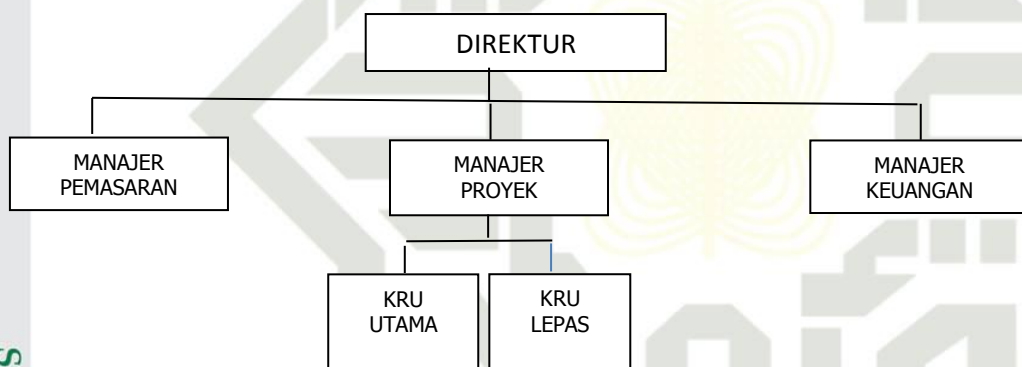 DIREKTUR
MANAJER
PEMASARAN
MANAJER
PROYEK
MANAJER
KEUANGAN
KRU
UTAMA
KRU
LEPAS